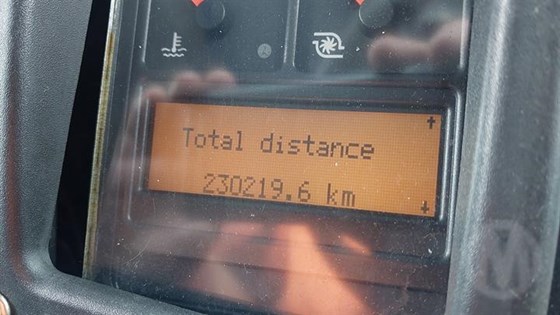 Total distance
230219.6 km